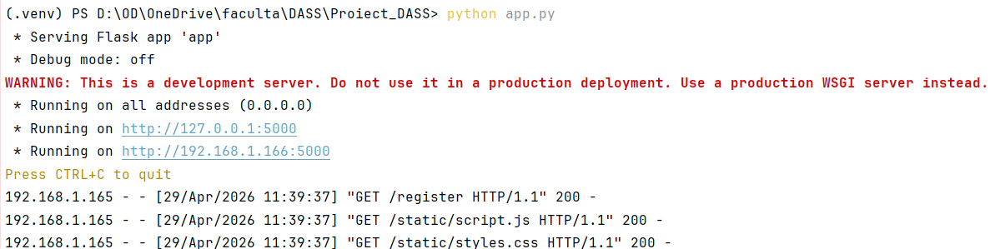 (.venv) PS D:\OD\OneDrive\faculta\DASS\Proiect_DASS> python app.py
 * Serving Flask app 'app'
 * Debug mode: off
WARNING: This is a development server. Do not use it in a production deployment. Use a production WSGI server instead.
 * Running on all addresses (0.0.0.0)
 * Running on http://127.0.0.1:5000
 * Running on http://192.168.1.166:5000
Press CTRL+C to quit
192.168.1.165 - - [29/Apr/2026 11:39:37] "GET /register HTTP/1.1" 200 -
192.168.1.165 - - [29/Apr/2026 11:39:37] "GET /static/script.js HTTP/1.1" 200 -
192.168.1.165 - - [29/Apr/2026 11:39:37] "GET /static/styles.css HTTP/1.1" 200 -